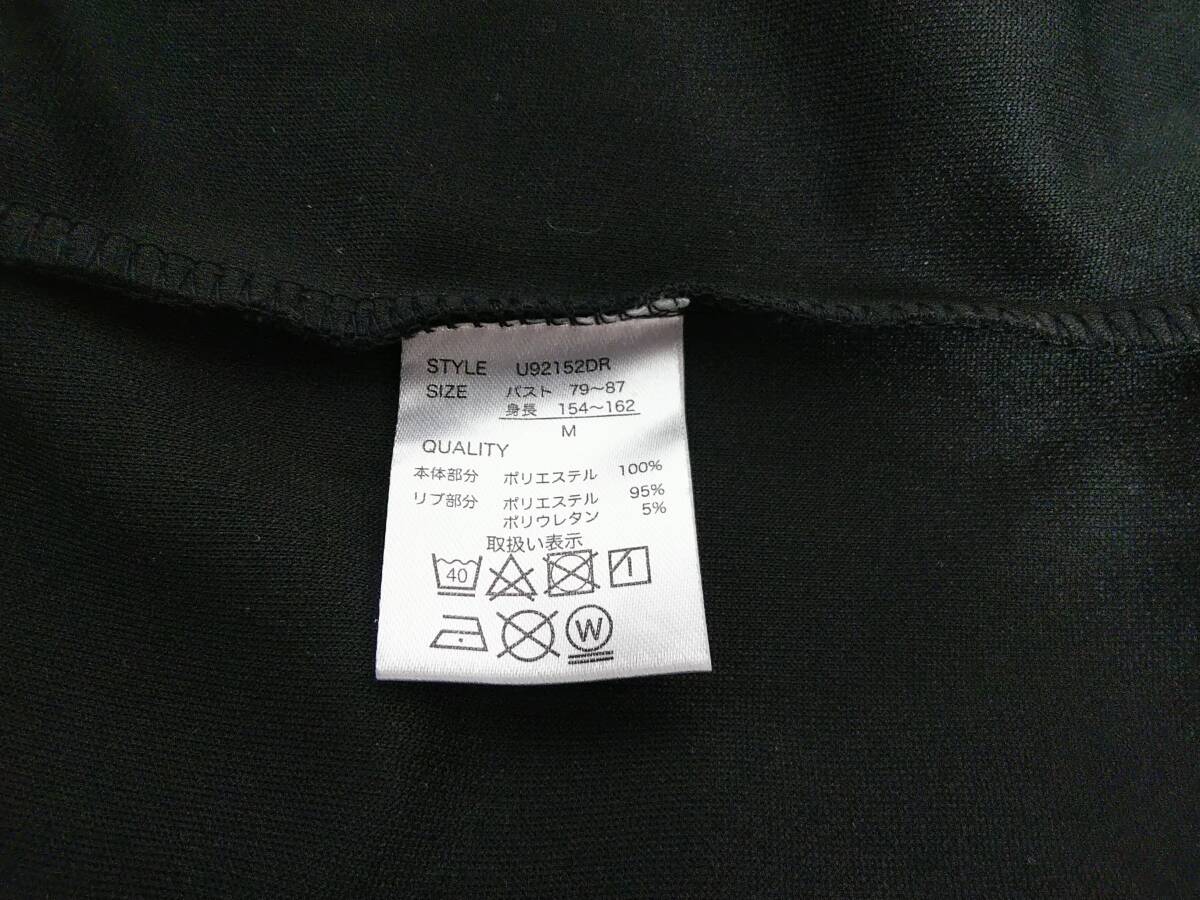 STYLE U92152DR
SIZE バスト 79～87
身長 154～162
M
QUALITY
本体部分 ポリエステル 100%
リブ部分 ポリエステル 95%
ポリウレタン 5%
取扱い表示
40
W